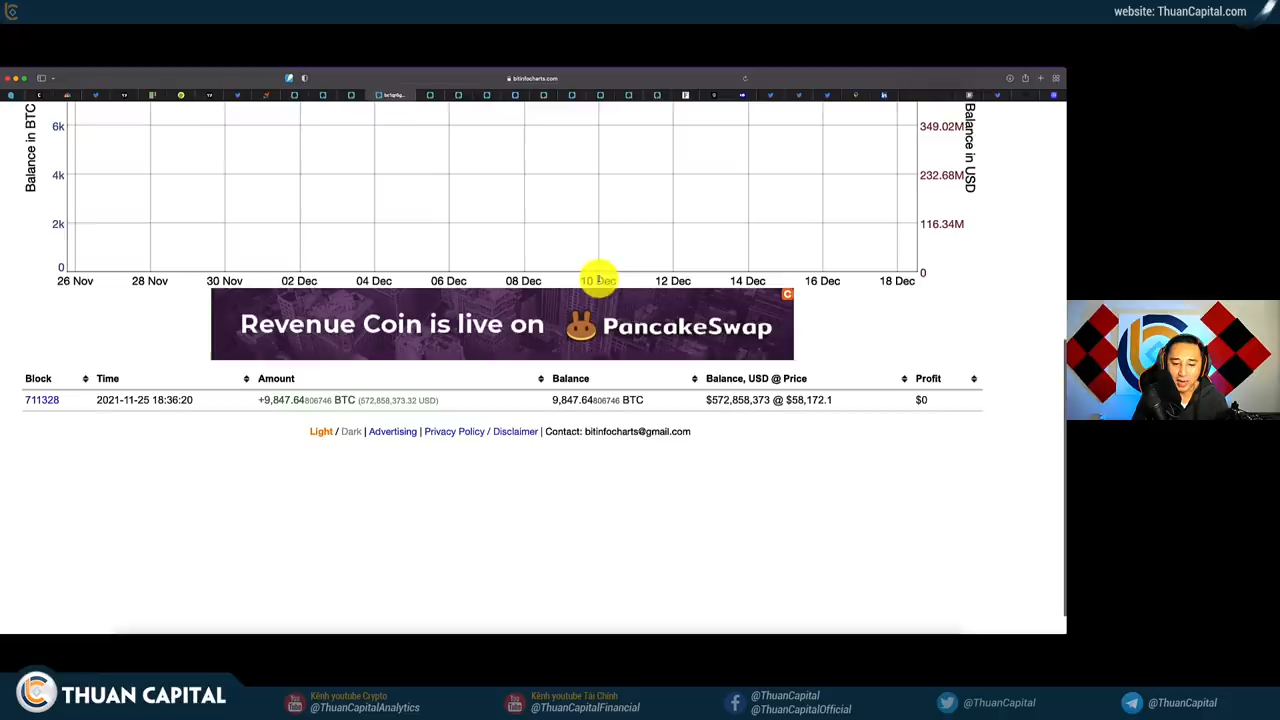 website: ThuanCapital.com
bitinfocharts.com
Balance in BTC
6k
4k
2k
0
349.02M
232.68M
116.34M
0
Balance in USD
26 Nov 28 Nov 30 Nov 02 Dec 04 Dec 06 Dec 08 Dec 10 Dec 12 Dec 14 Dec 16 Dec 18 Dec
Revenue Coin is live on PancakeSwap
Block Time Amount Balance Balance, USD @ Price Profit
711328 2021-11-25 18:36:20 +9,847.64806746 BTC (572,858,373.32 USD) 9,847.64806746 BTC $572,858,373 @ $58,172.1 $0
Light / Dark | Advertising | Privacy Policy / Disclaimer | Contact: bitinfocharts@gmail.com
THUAN CAPITAL
Kênh youtube Crypto
@ThuanCapitalAnalytics
Kênh youtube Tài Chính
@ThuanCapitalFinancial
@ThuanCapital
@ThuanCapitalOfficial
@ThuanCapital
@ThuanCapital